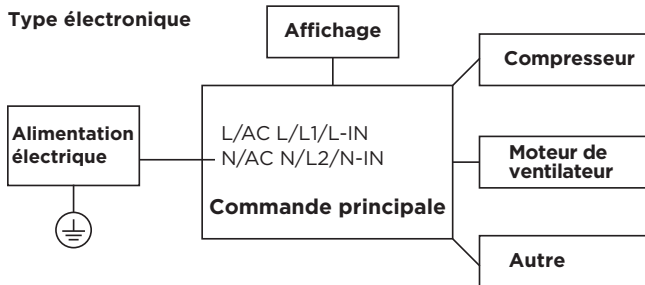 Type électronique
Affichage
Compresseur
Alimentation
électrique
L/AC L/L1/L-IN
N/AC N/L2/N-IN
Commande principale
Moteur de
ventilateur
Autre